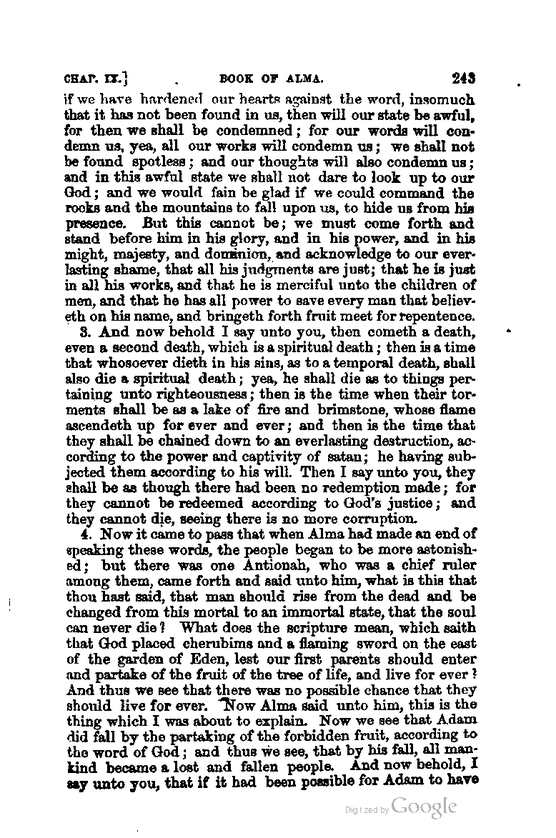 CHAP. IX.] BOOK OF ALMA. 243
if we have hardened our hearts against the word, insomuch
that it has not been found in us, then will our state be awful,
for then we shall be condemned; for our words will con-
demn us, yea, all our works will condemn us; we shall not
be found spotless; and our thoughts will also condemn us;
and in this awful state we shall not dare to look up to our
God; and we would fain be glad if we could command the
rocks and the mountains to fall upon us, to hide us from his
presence. But this cannot be; we must come forth and
stand before him in his glory, and in his power, and in his
might, majesty, and dominion, and acknowledge to our ever-
lasting shame, that all his judgments are just; that he is just
in all his works, and that he is merciful unto the children of
men, and that he has all power to save every man that believ-
eth on his name, and bringeth forth fruit meet for repentence.
3. And now behold I say unto you, then cometh a death,
even a second death, which is a spiritual death; then is a time
that whosoever dieth in his sins, as to a temporal death, shall
also die a spiritual death; yea, he shall die as to things per-
taining unto righteousness; then is the time when their tor-
ments shall be as a lake of fire and brimstone, whose flame
ascendeth up for ever and ever; and then is the time that
they shall be chained down to an everlasting destruction, ac-
cording to the power and captivity of satan; he having sub-
jected them according to his will. Then I say unto you, they
shall be as though there had been no redemption made; for
they cannot be redeemed according to God's justice; and
they cannot die, seeing there is no more corruption.
4. Now it came to pass that when Alma had made an end of
speaking these words, the people began to be more astonish-
ed; but there was one Antionah, who was a chief ruler
among them, came forth and said unto him, what is this that
thou hast said, that man should rise from the dead and be
changed from this mortal to an immortal state, that the soul
can never die? What does the scripture mean, which saith
that God placed cherubims and a flaming sword on the east
of the garden of Eden, lest our first parents should enter
and partake of the fruit of the tree of life, and live for ever?
And thus we see that there was no possible chance that they
should live for ever. Now Alma said unto him, this is the
thing which I was about to explain. Now we see that Adam
did fall by the partaking of the forbidden fruit, according to
the word of God; and thus we see, that by his fall, all man-
kind became a lost and fallen people. And now behold, I
say unto you, that if it had been possible for Adam to have
Digitized by Google